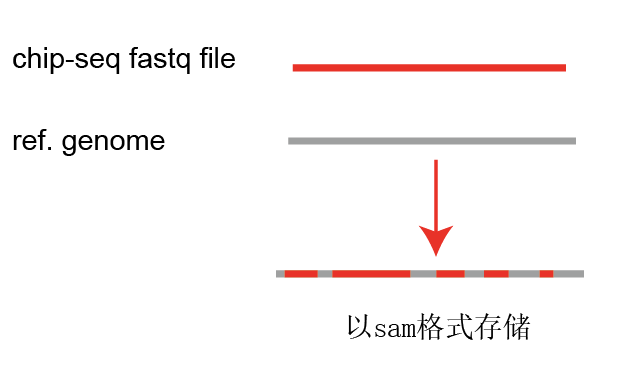 chip-seq fastq file
ref. genome
以sam格式存储